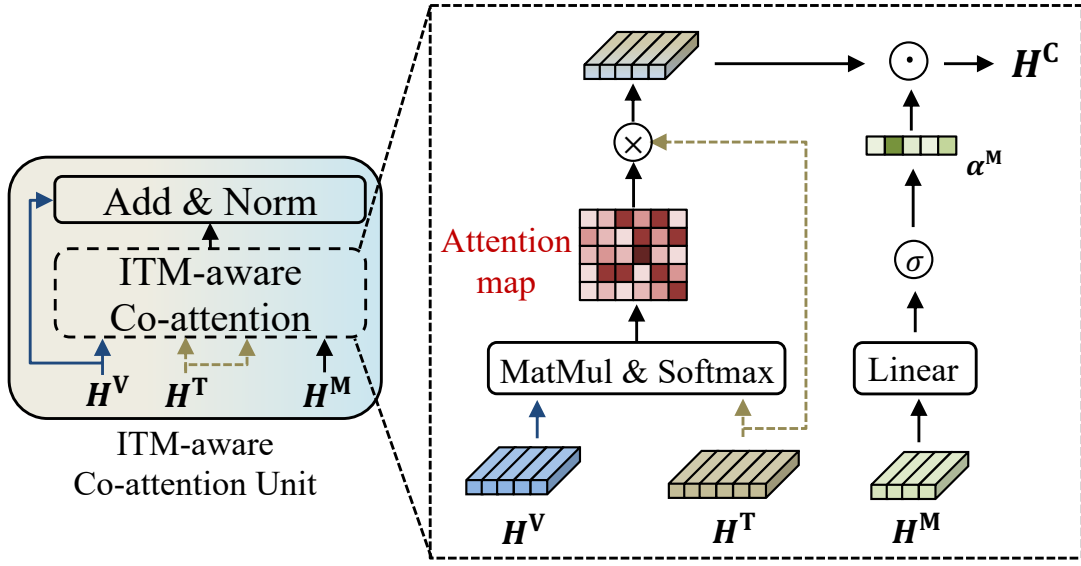 Add & Norm
ITM-aware
Co-attention
H^V
H^T
H^M
ITM-aware
Co-attention Unit
H^C
×
α^M
Attention
map
σ
MatMul & Softmax
Linear
H^V
H^T
H^M